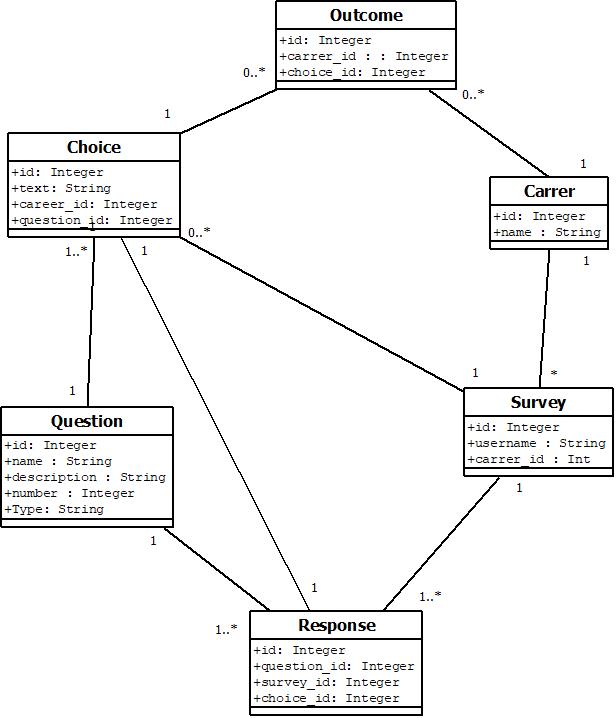 Outcome
+id: Integer
+carrer_id : : Integer
+choice_id: Integer
0..*
0..*
1
1
Choice
+id: Integer
+text: String
+career_id: Integer
+question_id: Integer
1
Carrer
+id: Integer
+name : String
1..*
1
0..*
1
1
1
*
Question
+id: Integer
+name : String
+description : String
+number : Integer
+Type: String
Survey
+id: Integer
+username : String
+carrer_id : Int
1
1
1
1..*
1..*
Response
+id: Integer
+question_id: Integer
+survey_id: Integer
+choice_id: Integer